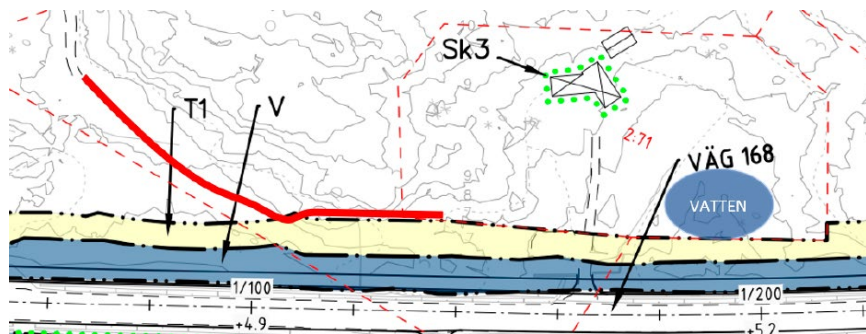 Sk3
T1
V
2:71
VÄG 168
VATTEN
1/100
1/200
+4.9
+5.2